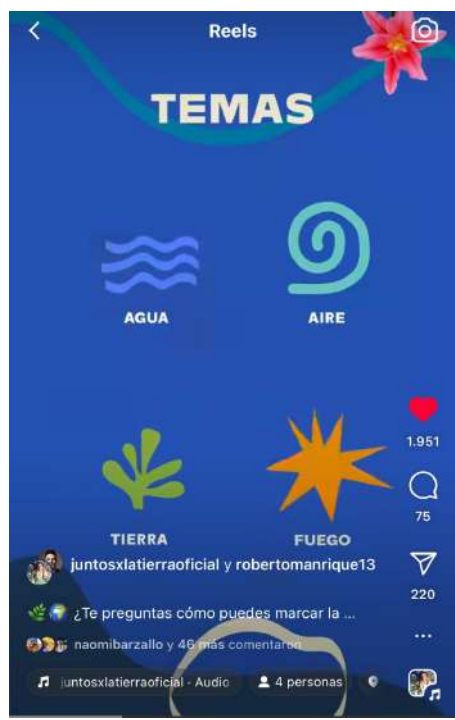 Reels
TEMAS
AGUA
AIRE
TIERRA
FUEGO
1.951
75
220
juntosxlatierraoficial y robertomanrique13
¿Te preguntas cómo puedes marcar la ...
naomibarzallo y 46 más comentaron
juntosxlatierraoficial - Audio
4 personas